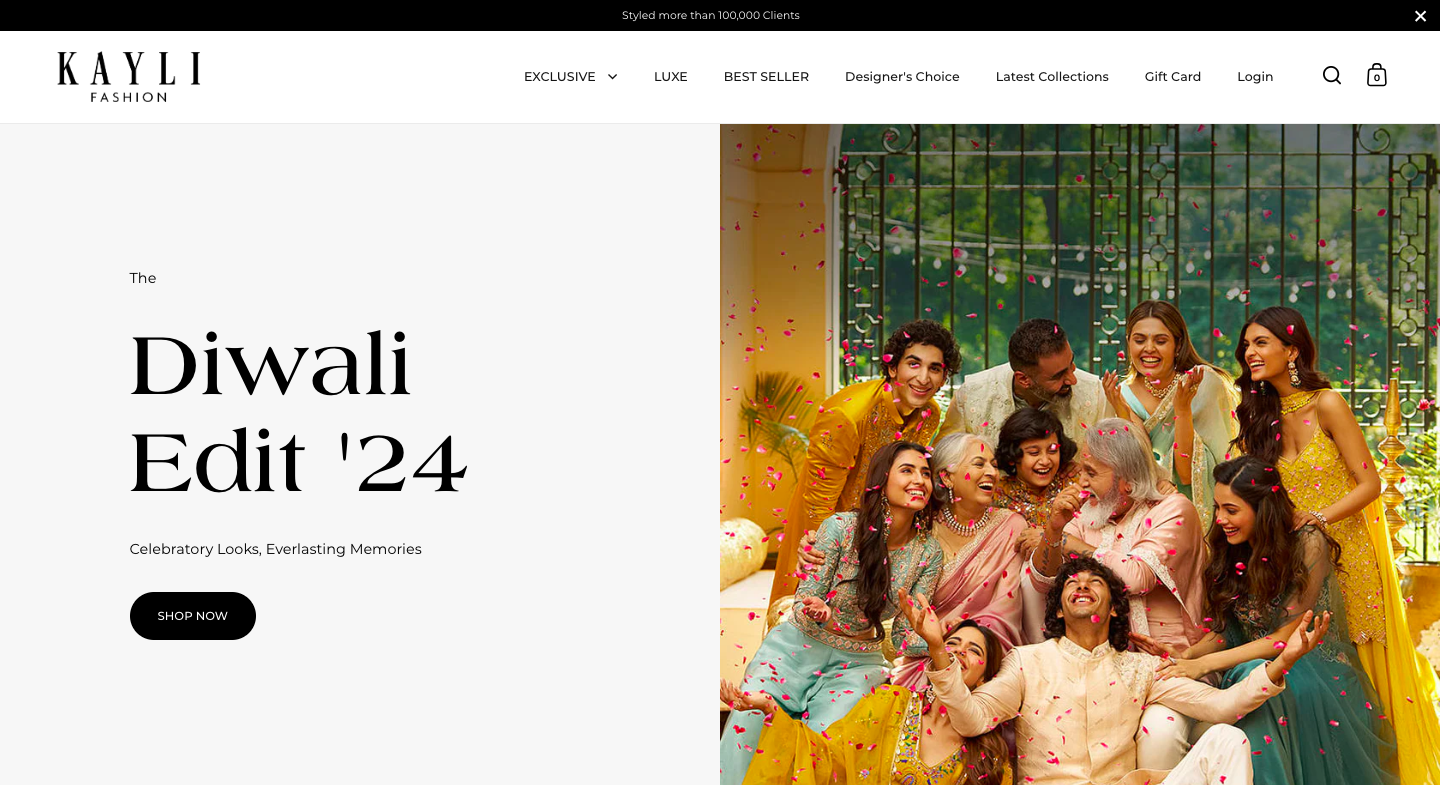 Styled more than 100,000 Clients
KAYLI
FASHION
EXCLUSIVE LUXE BEST SELLER Designer's Choice Latest Collections Gift Card Login 0
The
Diwali
Edit '24
Celebratory Looks, Everlasting Memories
SHOP NOW